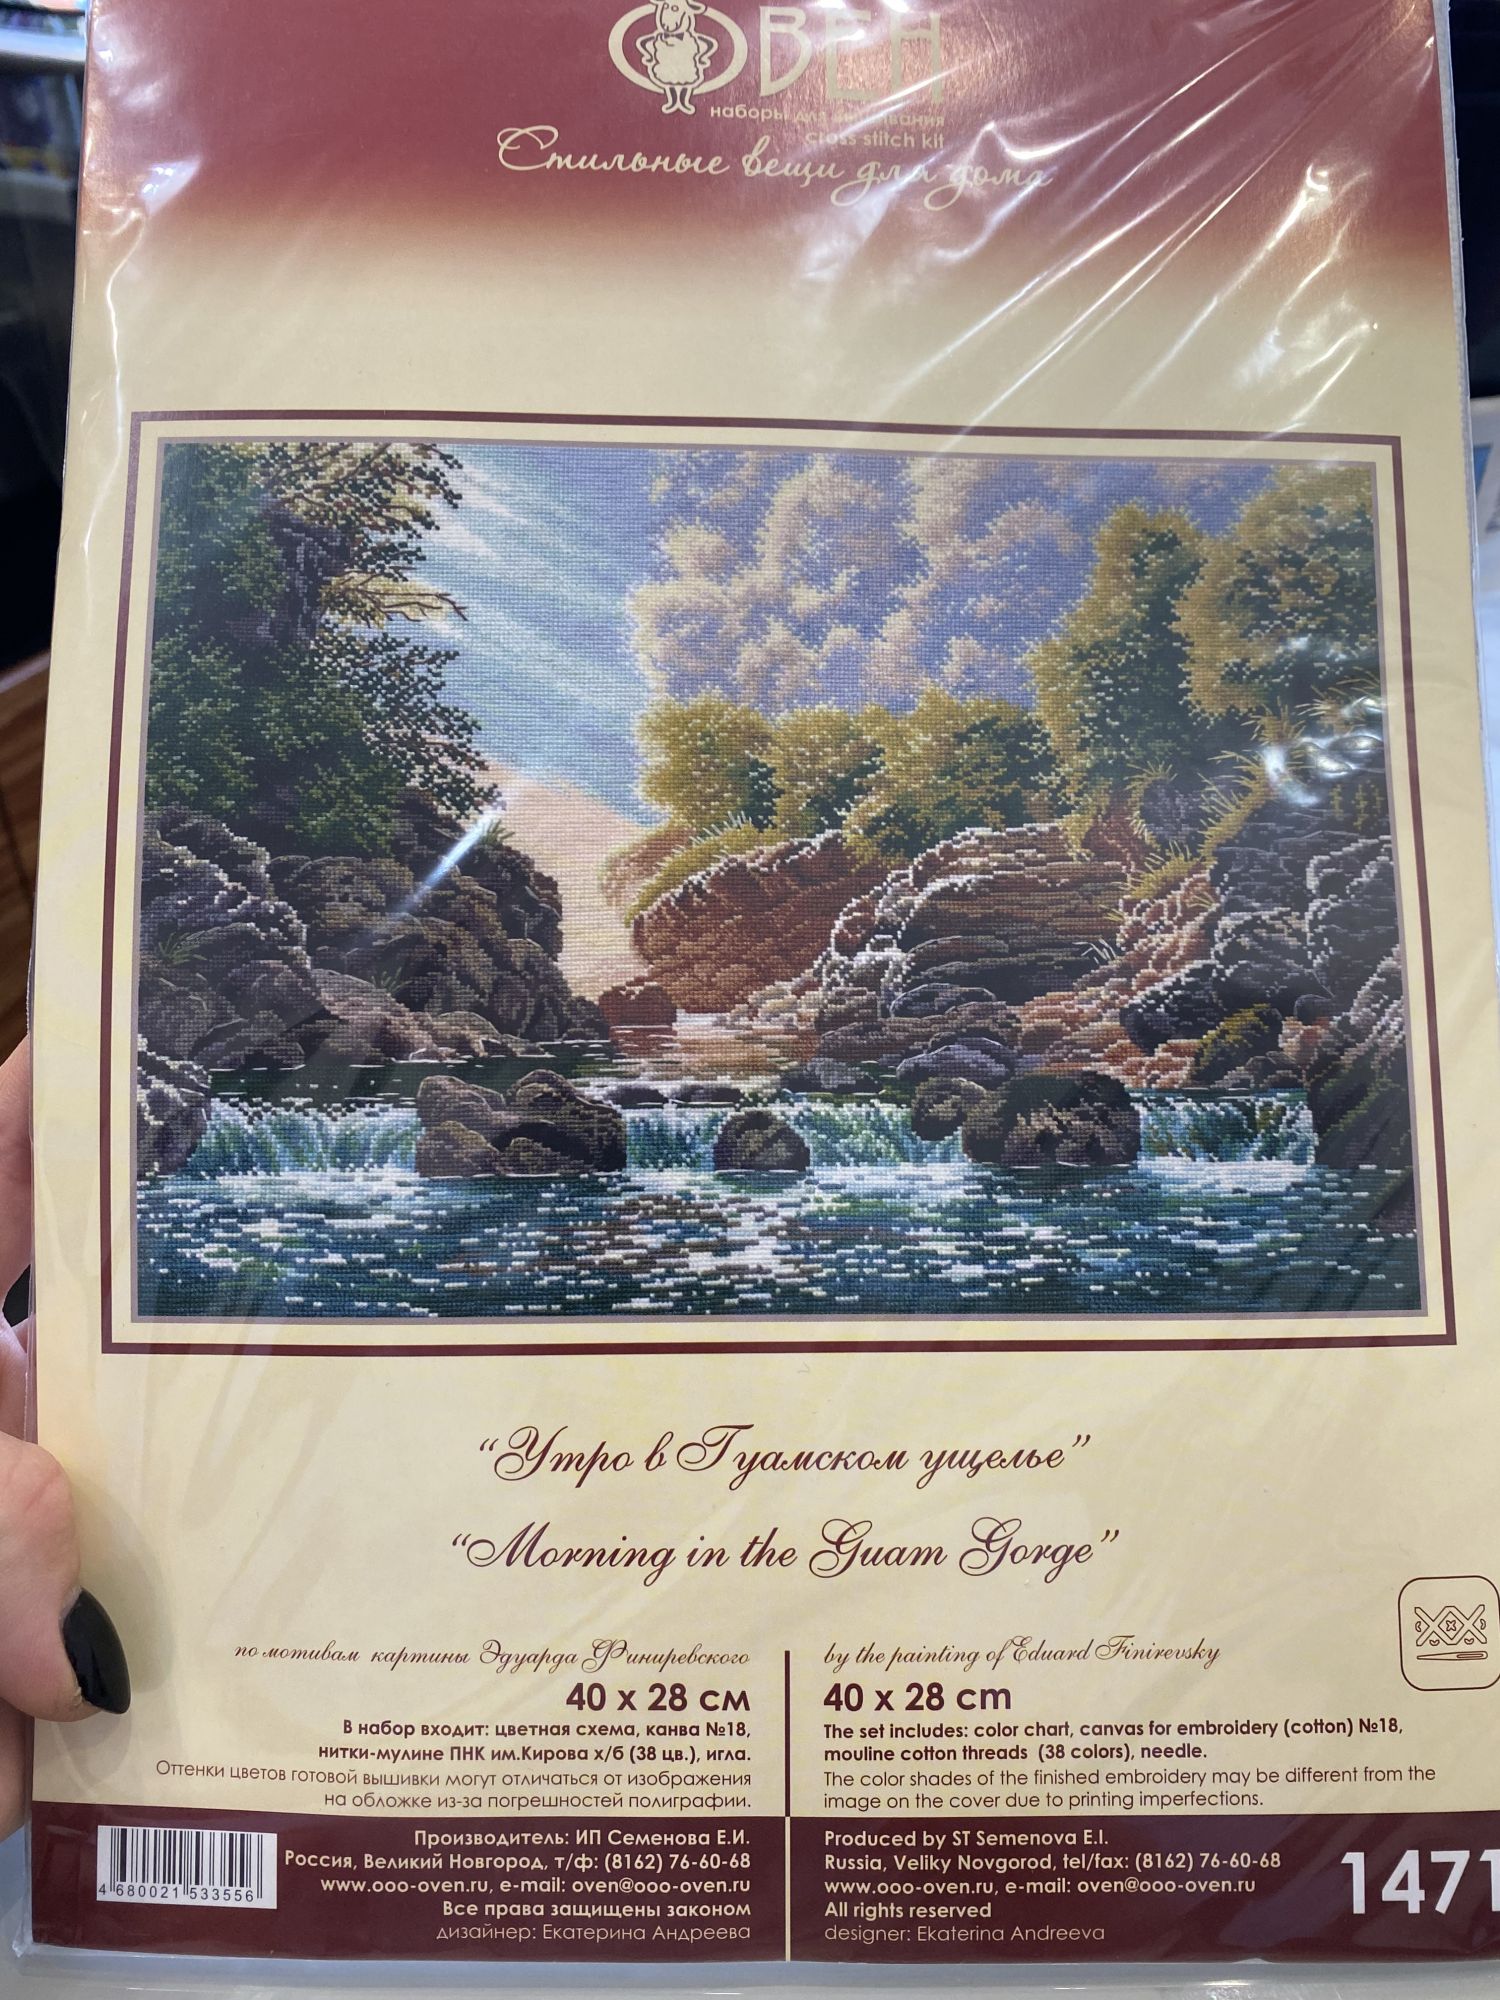 ОВЕН
наборы для вышивания
cross stitch kit
Стильные вещи для дома
“Утро в Гуамском ущелье”
“Morning in the Guam Gorge”
по мотивам картины Эдуарда Финиревского
40 x 28 см
В набор входит: цветная схема, канва №18,
нитки-мулине ПНК им.Кирова х/б (38 цв.), игла.
Оттенки цветов готовой вышивки могут отличаться от изображения
на обложке из-за погрешностей полиграфии.
by the painting of Eduard Finirevsky
40 x 28 cm
The set includes: color chart, canvas for embroidery (cotton) №18,
mouline cotton threads (38 colors), needle.
The color shades of the finished embroidery may be different from the
image on the cover due to printing imperfections.
4 680021 533556
Производитель: ИП Семенова Е.И.
Россия, Великий Новгород, т/ф: (8162) 76-60-68
www.ooo-oven.ru, e-mail: oven@ooo-oven.ru
Все права защищены законом
дизайнер: Екатерина Андреева
Produced by ST Semenova E.I.
Russia, Veliky Novgorod, tel/fax: (8162) 76-60-68
www.ooo-oven.ru, e-mail: oven@ooo-oven.ru
All rights reserved
designer: Ekaterina Andreeva
1471